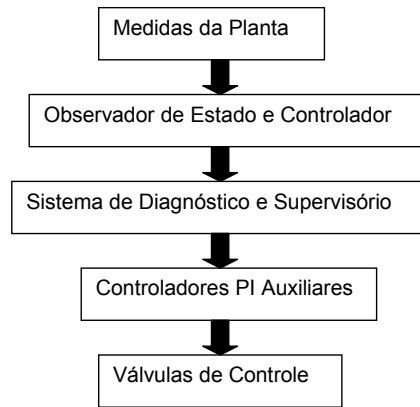 Medidas da Planta
Observador de Estado e Controlador
Sistema de Diagnóstico e Supervisório
Controladores PI Auxiliares
Válvulas de Controle